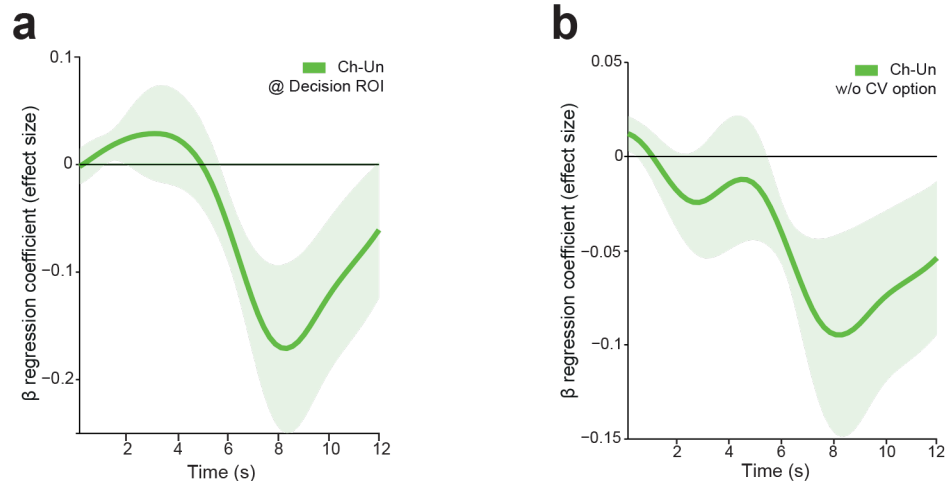 a
0.1
0
−0.1
−0.2
β regression coefficient (effect size)
Ch-Un
@ Decision ROI
2 4 6 8 10 12
Time (s)
b
0.05
0
−0.05
−0.1
−0.15
β regression coefficient (effect size)
Ch-Un
w/o CV option
2 4 6 8 10 12
Time (s)